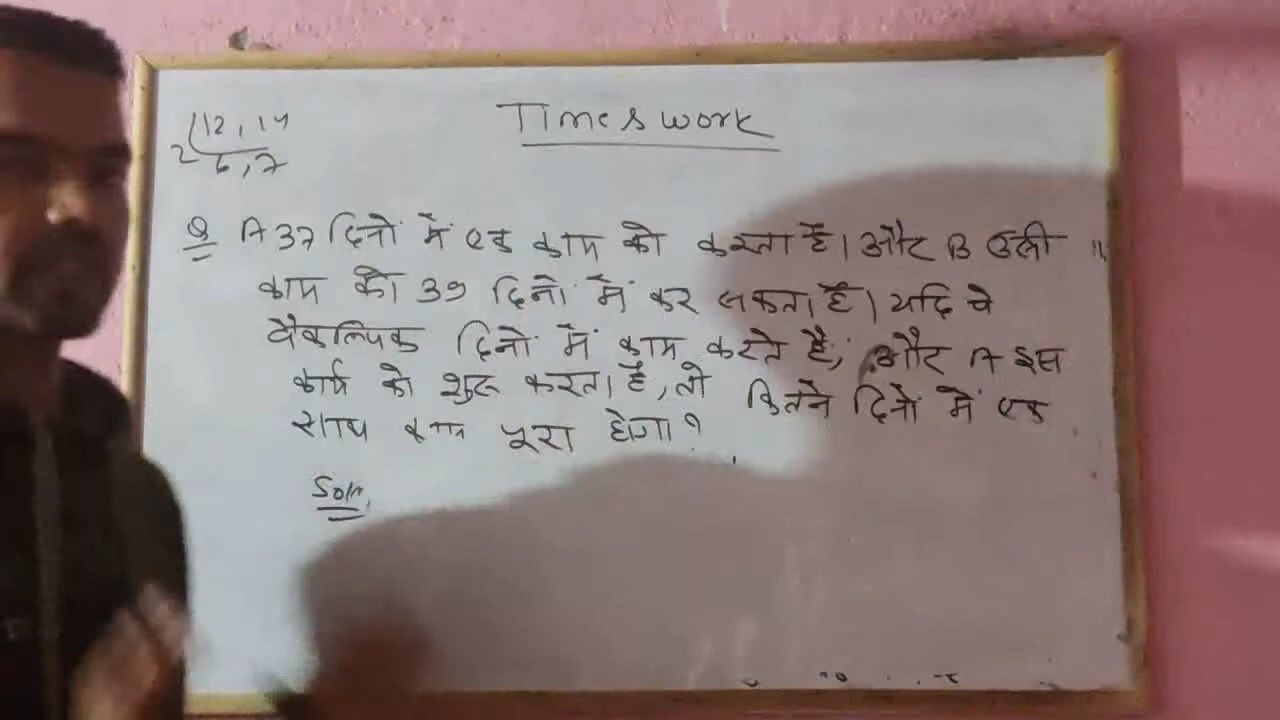 Time & work
12, 14
2 6, 7
Q A 37 दिनों में एक काम को करता है। और B उसी
काम को 39 दिनों में कर सकता है। यदि वे
वैकल्पिक दिनों में काम करते है, और A इस
कार्य को शुरू करता है, तो कितने दिनों में एक
साथ काम पूरा होगा?
Soln,